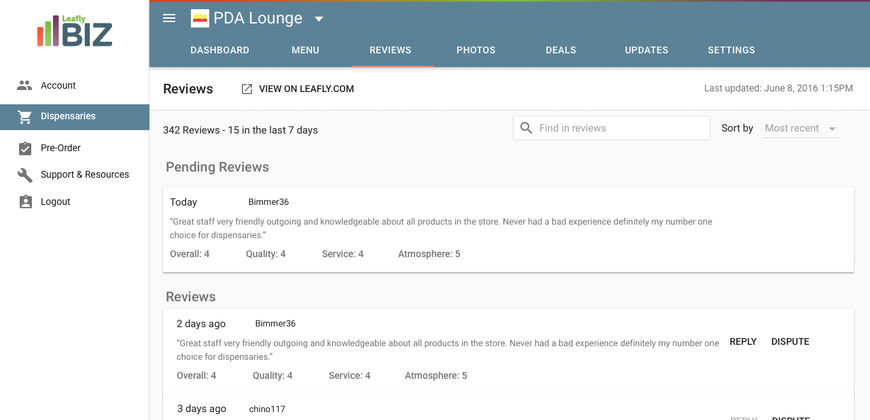 Leafly
BIZ
PDA Lounge
DASHBOARD MENU REVIEWS PHOTOS DEALS UPDATES SETTINGS
Account
Dispensaries
Pre-Order
Support & Resources
Logout
Reviews VIEW ON LEAFLY.COM Last updated: June 8, 2016 1:15PM
342 Reviews - 15 in the last 7 days Find in reviews Sort by Most recent
Pending Reviews
Today Bimmer36
“Great staff very friendly outgoing and knowledgeable about all products in the store. Never had a bad experience definitely my number one
choice for dispensaries.”
Overall: 4 Quality: 4 Service: 4 Atmosphere: 5
Reviews
2 days ago Bimmer36
“Great staff very friendly outgoing and knowledgeable about all products in the store. Never had a bad experience definitely my number one
choice for dispensaries.”
REPLY DISPUTE
Overall: 4 Quality: 4 Service: 4 Atmosphere: 5
3 days ago chino117
REPLY DISPUTE